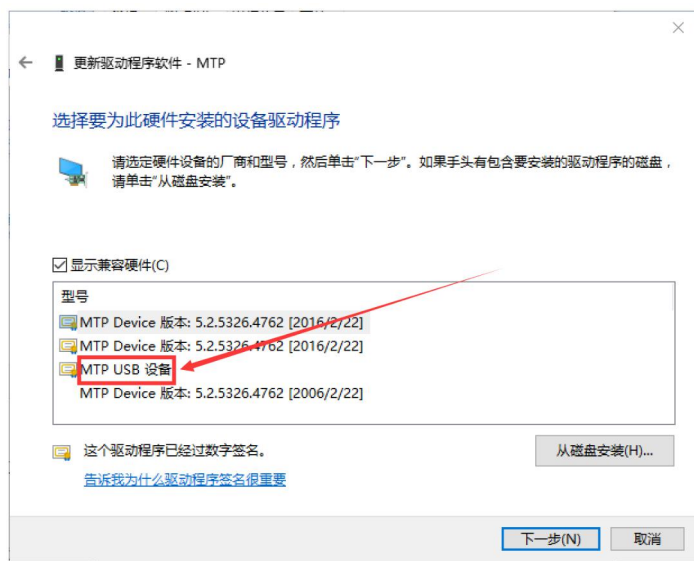 更新驱动程序软件 - MTP
选择要为此硬件安装的设备驱动程序
请选定硬件设备的厂商和型号，然后单击“下一步”。如果手头有包含要安装的驱动程序的磁盘，
请单击“从磁盘安装”。
显示兼容硬件(C)
型号
MTP Device 版本: 5.2.5326.4762 [2016/2/22]
MTP Device 版本: 5.2.5326.4762 [2016/2/22]
MTP USB 设备
MTP Device 版本: 5.2.5326.4762 [2006/2/22]
这个驱动程序已经过数字签名。
从磁盘安装(H)...
告诉我为什么驱动程序签名很重要
下一步(N)
取消